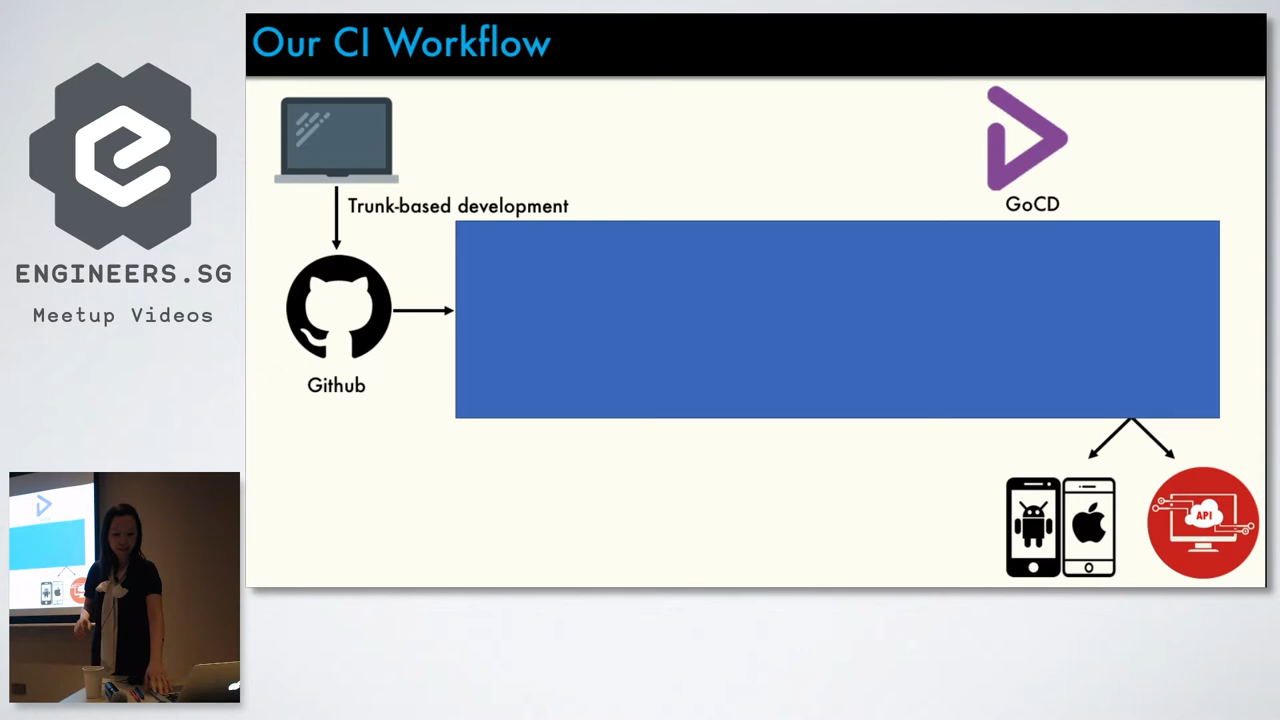 Our CI Workflow
ENGINEERS.SG
Meetup Videos
Trunk-based development
GoCD
Github
API